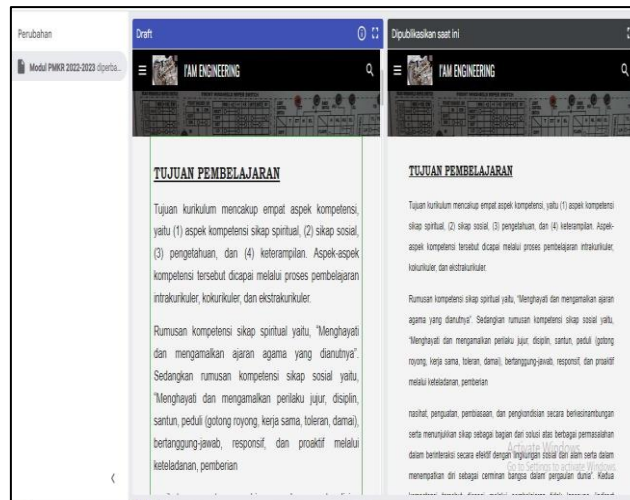 Perubahan
Modul PMKR 2022-2023 diperba...
Draft
I'AM ENGINEERING
TUJUAN PEMBELAJARAN
Tujuan kurikulum mencakup empat aspek kompetensi,
yaitu (1) aspek kompetensi sikap spiritual, (2) sikap sosial,
(3) pengetahuan, dan (4) keterampilan. Aspek-aspek
kompetensi tersebut dicapai melalui proses pembelajaran
intrakurikuler, kokurikuler, dan ekstrakurikuler.
Rumusan kompetensi sikap spiritual yaitu, "Menghayati
dan mengamalkan ajaran agama yang dianutnya".
Sedangkan rumusan kompetensi sikap sosial yaitu,
"Menghayati dan mengamalkan perilaku jujur, disiplin,
santun, peduli (gotong royong, kerja sama, toleran, damai),
bertanggung-jawab, responsif, dan proaktif melalui
keteladanan, pemberian
Dipublikasikan saat ini
I'AM ENGINEERING
TUJUAN PEMBELAJARAN
Tujuan kurikulum mencakup empat aspek kompetensi, yaitu (1) aspek kompetensi
sikap spiritual, (2) sikap sosial, (3) pengetahuan, dan (4) keterampilan. Aspek-
aspek kompetensi tersebut dicapai melalui proses pembelajaran intrakurikuler,
kokurikuler, dan ekstrakurikuler.
Rumusan kompetensi sikap spiritual yaitu, "Menghayati dan mengamalkan ajaran
agama yang dianutnya". Sedangkan rumusan kompetensi sikap sosial yaitu,
"Menghayati dan mengamalkan perilaku jujur, disiplin, santun, peduli (gotong
royong, kerja sama, toleran, damai), bertanggung-jawab, responsif, dan proaktif
melalui keteladanan, pemberian
nasihat, penguatan, pembiasaan, dan pengkondisian secara berkesinambungan
serta menunjukkan sikap sebagai bagian dari solusi atas berbagai permasalahan
dalam berinteraksi secara efektif dengan lingkungan sosial dan alam serta dalam
menempatkan diri sebagai cerminan bangsa dalam pergaulan dunia". Kedua
Activate Windows
Go to Settings to activate Windows.